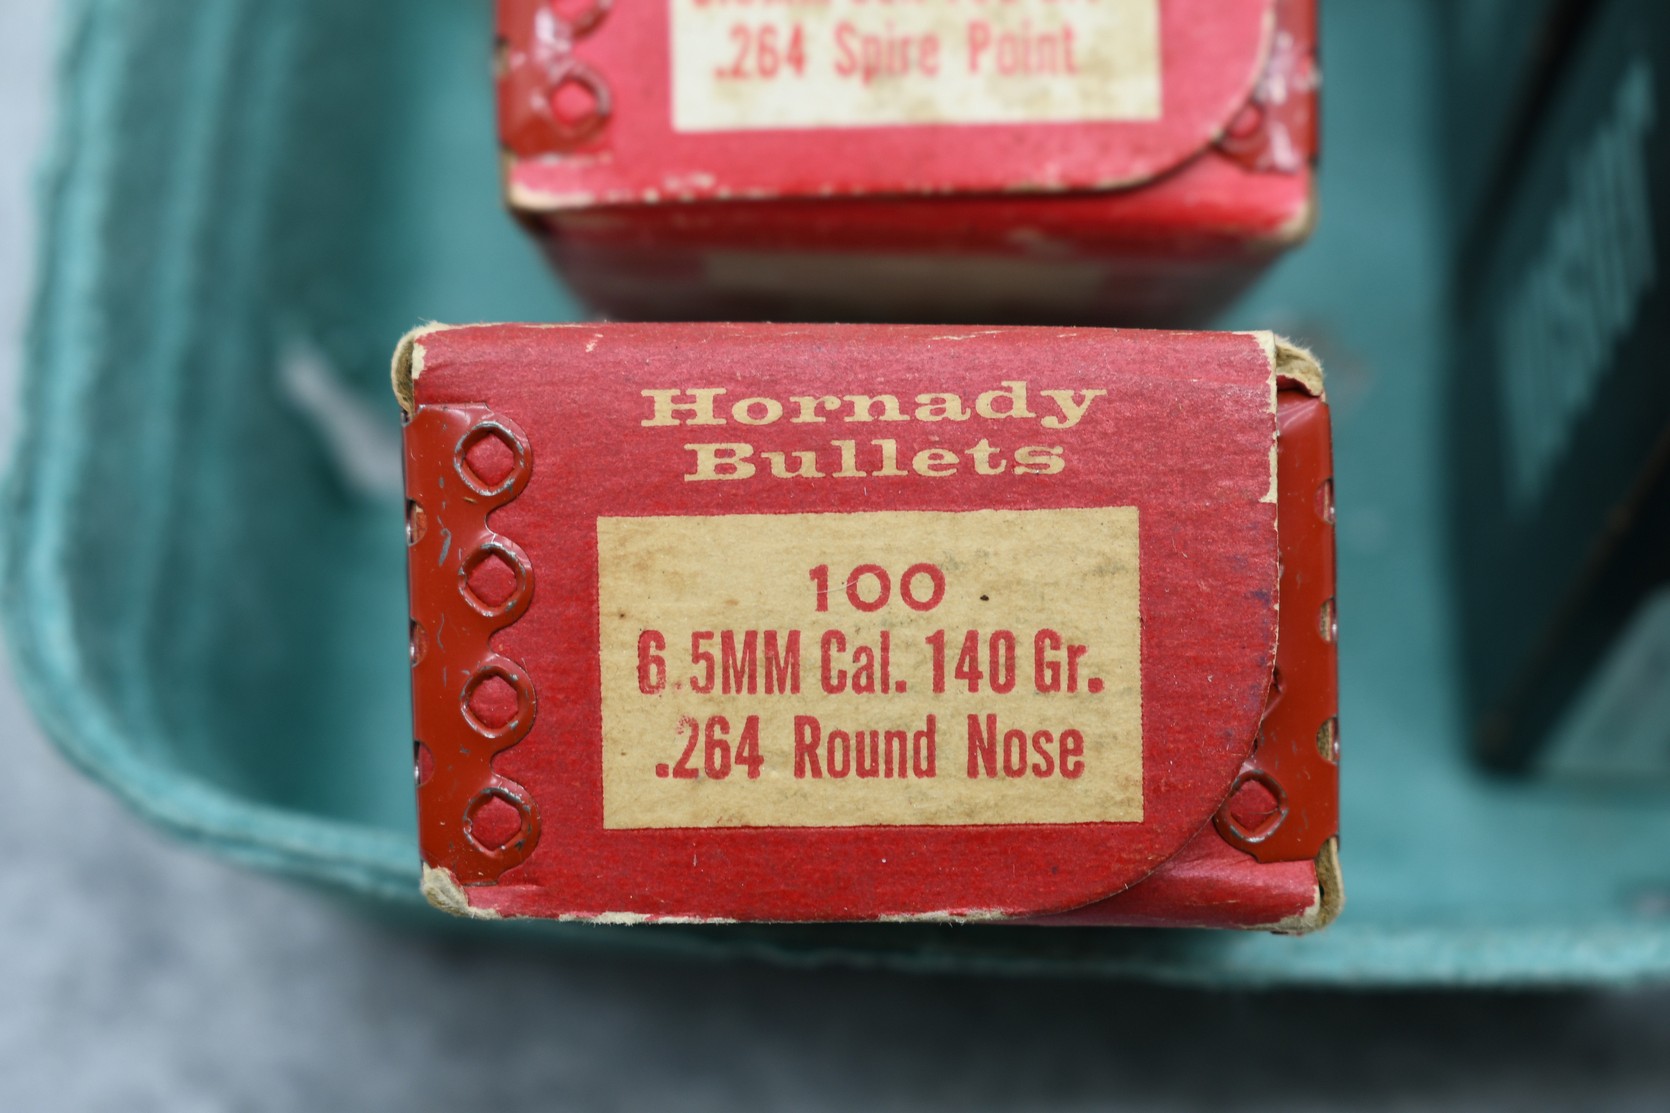 .264 Spire Point
Hornady
Bullets
100
6.5MM Cal. 140 Gr.
.264 Round Nose